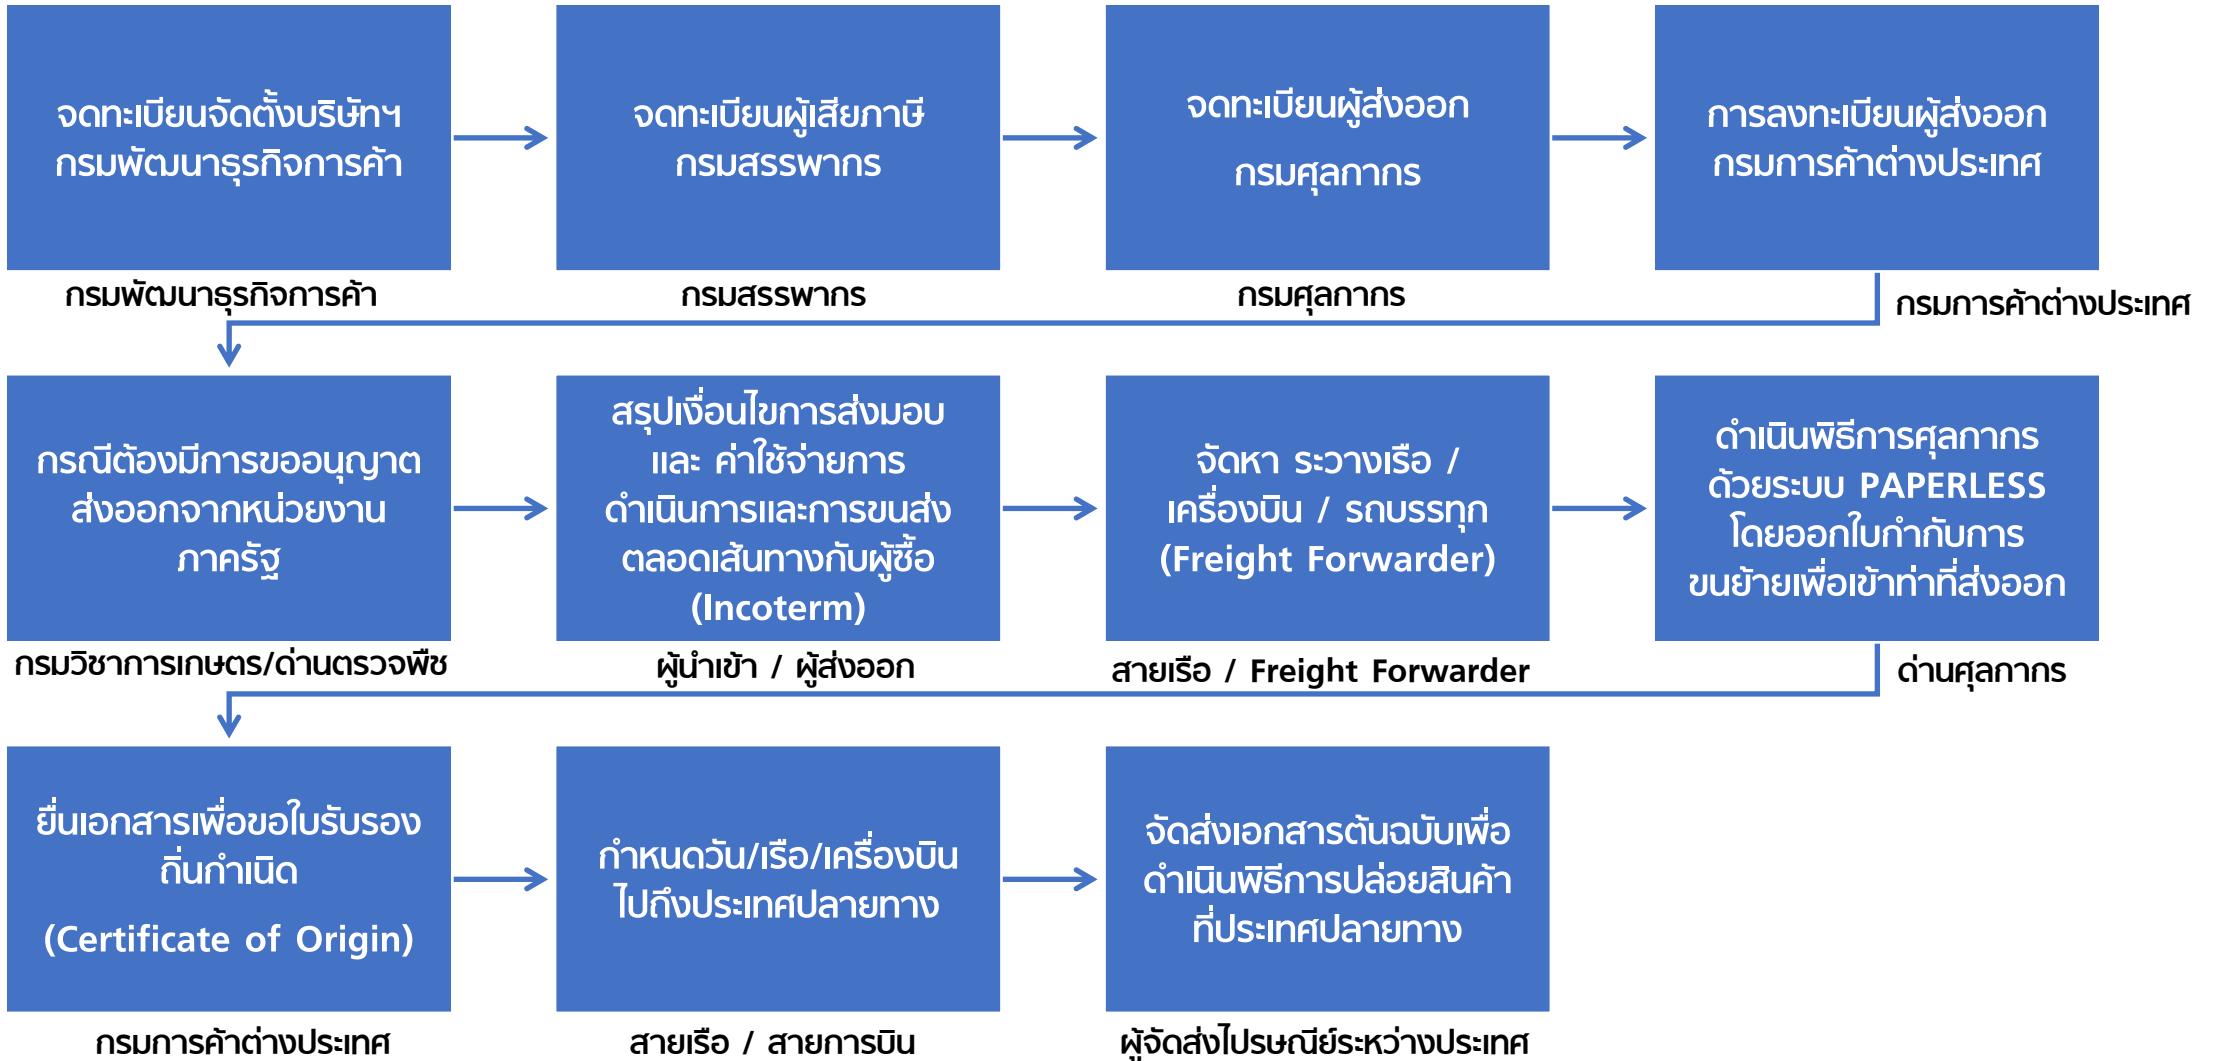 จดทะเบียนจัดตั้งบริษัทฯ
กรมพัฒนาธุรกิจการค้า
กรมพัฒนาธุรกิจการค้า
จดทะเบียนผู้เสียภาษี
กรมสรรพากร
กรมสรรพากร
จดทะเบียนผู้ส่งออก
กรมศุลกากร
กรมศุลกากร
การลงทะเบียนผู้ส่งออก
กรมการค้าต่างประเทศ
กรมการค้าต่างประเทศ
กรณีต้องมีการขออนุญาต
ส่งออกจากหน่วยงาน
ภาครัฐ
กรมวิชาการเกษตร/ด่านตรวจพืช
สรุปเงื่อนไขการส่งมอบ
และ ค่าใช้จ่ายการ
ดำเนินการและการขนส่ง
ตลอดเส้นทางกับผู้ซื้อ
(Incoterm)
ผู้นำเข้า / ผู้ส่งออก
จัดหา ระวางเรือ /
เครื่องบิน / รถบรรทุก
(Freight Forwarder)
สายเรือ / Freight Forwarder
ดำเนินพิธีการศุลกากร
ด้วยระบบ PAPERLESS
โดยออกใบกำกับการ
ขนย้ายเพื่อเข้าท่าที่ส่งออก
ด่านศุลกากร
ยื่นเอกสารเพื่อขอใบรับรอง
ถิ่นกำเนิด
(Certificate of Origin)
กรมการค้าต่างประเทศ
กำหนดวัน/เรือ/เครื่องบิน
ไปถึงประเทศปลายทาง
สายเรือ / สายการบิน
จัดส่งเอกสารต้นฉบับเพื่อ
ดำเนินพิธีการปล่อยสินค้า
ที่ประเทศปลายทาง
ผู้จัดส่งไปรษณีย์ระหว่างประเทศ